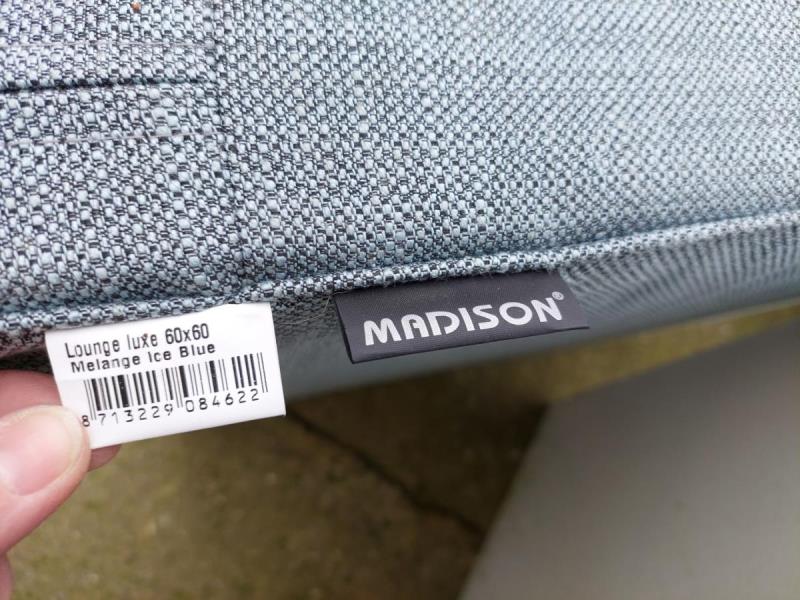 Lounge luxe 60x60
Melange Ice Blue
8 713229 084622
MADISON®